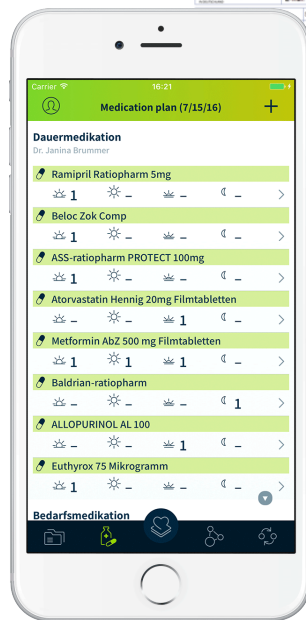 Carrier 16:21
Medication plan (7/15/16) +
Dauermedikation
Dr. Janina Brummer
Ramipril Ratiopharm 5mg
1 – – –
Beloc Zok Comp
1 – – –
ASS-ratiopharm PROTECT 100mg
1 – – –
Atorvastatin Hennig 20mg Filmtabletten
– – 1 –
Metformin AbZ 500 mg Filmtabletten
1 1 1 –
Baldrian-ratiopharm
– – – 1
ALLOPURINOL AL 100
– – 1 –
Euthyrox 75 Mikrogramm
1 – – –
Bedarfsmedikation